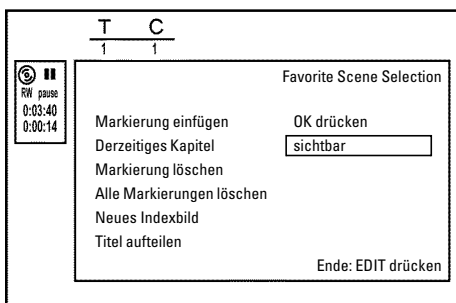 T C
1 1
RW pause
0:03:40
0:00:14
Favorite Scene Selection
Markierung einfügen OK drücken
Derzeitiges Kapitel sichtbar
Markierung löschen
Alle Markierungen löschen
Neues Indexbild
Titel aufteilen
Ende: EDIT drücken